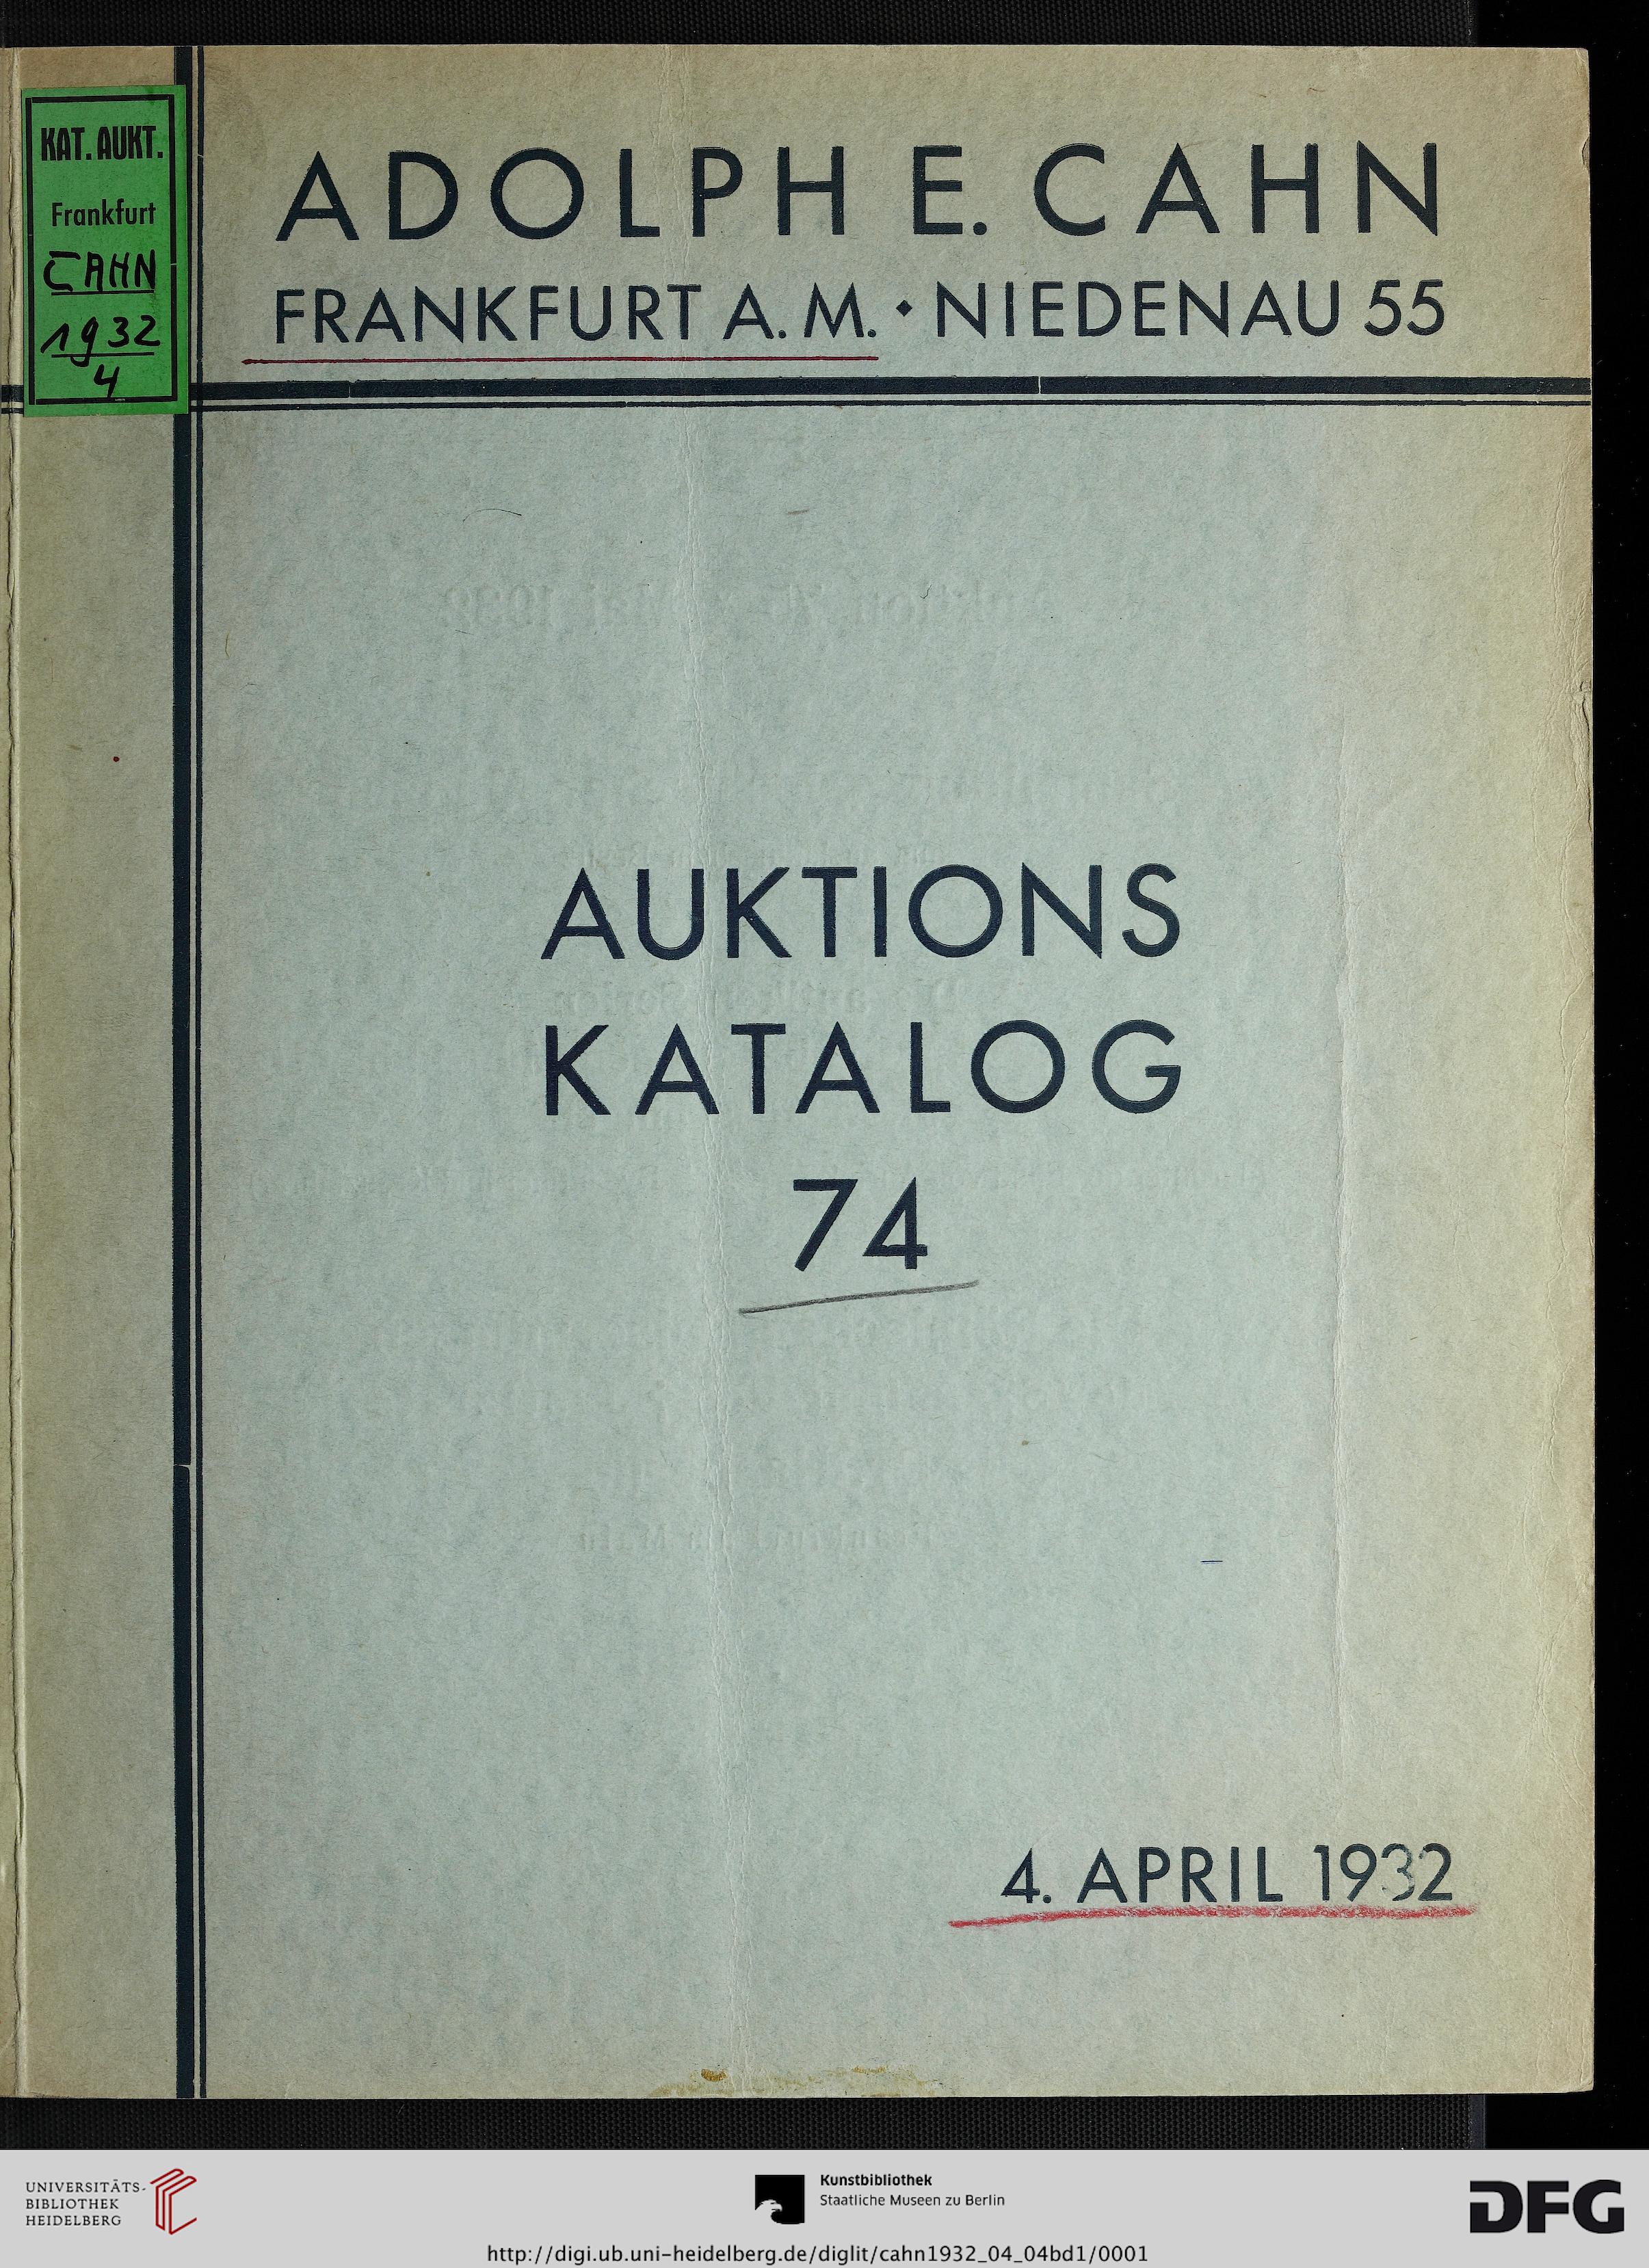 KAT. AUKT.
Frankfurt
CAHN
1932
4
ADOLPH E. CAHN
FRANKFURT A. M. • NIEDENAU 55
AUKTIONS
KATALOG
74
4. APRIL 1932
UNIVERSITÄTS-
BIBLIOTHEK
HEIDELBERG
Kunstbibliothek
Staatliche Museen zu Berlin
DFG
http://digi.ub.uni-heidelberg.de/diglit/cahn1932_04_04bd1/0001